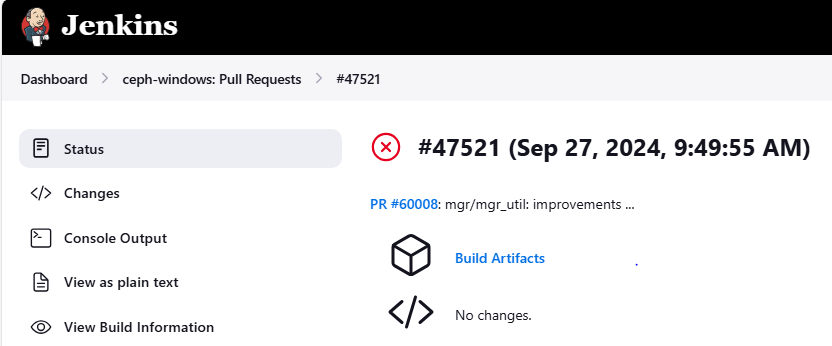 Jenkins
Dashboard > ceph-windows: Pull Requests > #47521
Status
Changes
Console Output
View as plain text
View Build Information
#47521 (Sep 27, 2024, 9:49:55 AM)
PR #60008: mgr/mgr_util: improvements ...
Build Artifacts
No changes.